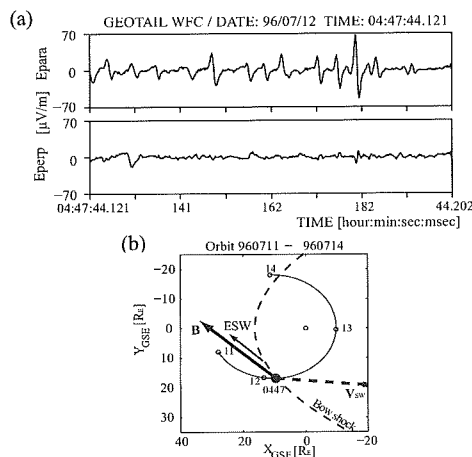 (a)
GEOTAIL WFC / DATE: 96/07/12 TIME: 04:47:44.121
70
0
−70
Epara
[μV/m]
70
0
−70
Eperp
04:47:44.121 141 162 182 44.202
TIME [hour:min:sec:msec]
(b)
Orbit 960711 − 960714
−20
−10
0
10
20
30
YGSE [RE]
14
ESW
B
11
13
12
0447
VSW
Bow shock
40 20 0 −20
XGSE [RE]